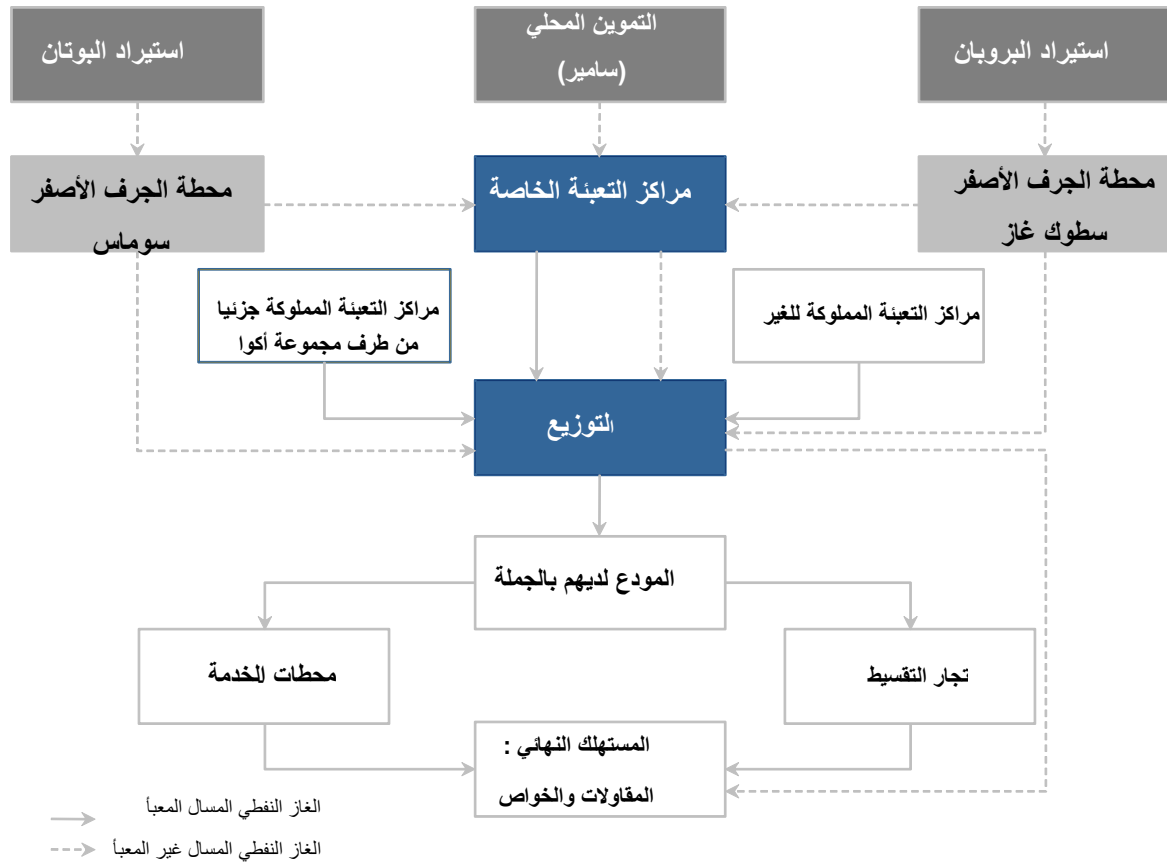 استيراد البروبان
التموين المحلي
(سامير)
استيراد البوتان
محطة الجرف الأصفر
سطوك غاز
مراكز التعبئة الخاصة
محطة الجرف الأصفر
سوماس
مراكز التعبئة المملوكة للغير
مراكز التعبئة المملوكة جزئيا
من طرف مجموعة أكوا
التوزيع
المودع لديهم بالجملة
تجار التقسيط
محطات الخدمة
المستهلك النهائي :
المقاولات والخواص
الغاز النفطي المسال المعبأ
الغاز النفطي المسال غير المعبأ